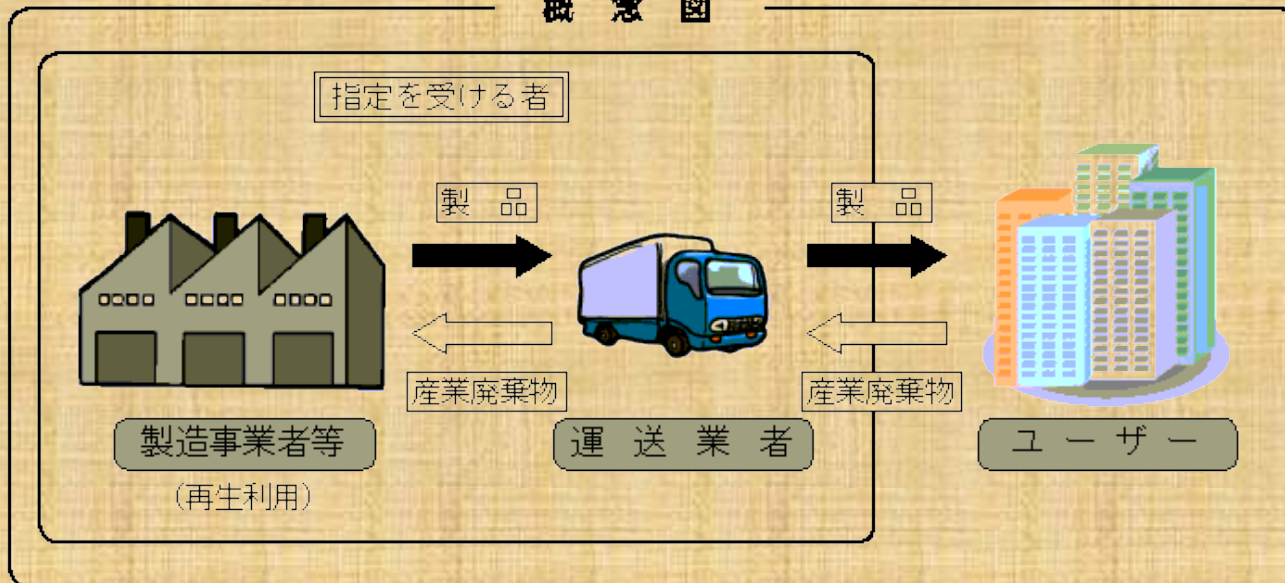 概 念 図
指定を受ける者
製 品
製 品
産業廃棄物
産業廃棄物
製造事業者等
運 送 業 者
ユ ー ザ ー
(再生利用)